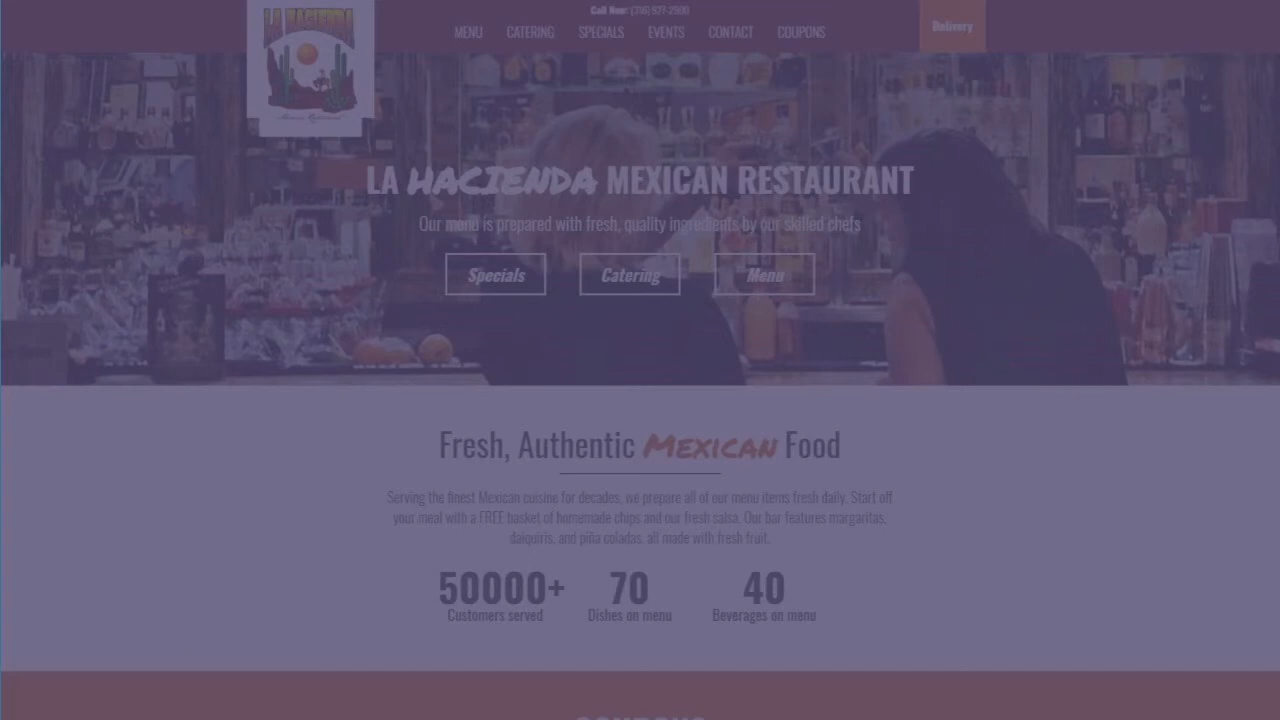 LA HACIENDA
Call Now: (316) 927-2900
MENU CATERING SPECIALS EVENTS CONTACT COUPONS
Delivery
LA HACIENDA MEXICAN RESTAURANT
Our menu is prepared with fresh, quality ingredients by our skilled chefs
Specials Catering Menu
Fresh, Authentic Mexican Food
Serving the finest Mexican cuisine for decades, we prepare all of our menu items fresh daily. Start off
your meal with a FREE basket of homemade chips and our fresh salsa. Our bar features margaritas,
daiquiris, and piña coladas, all made with fresh fruit.
50000+ 70 40
Customers served Dishes on menu Beverages on menu